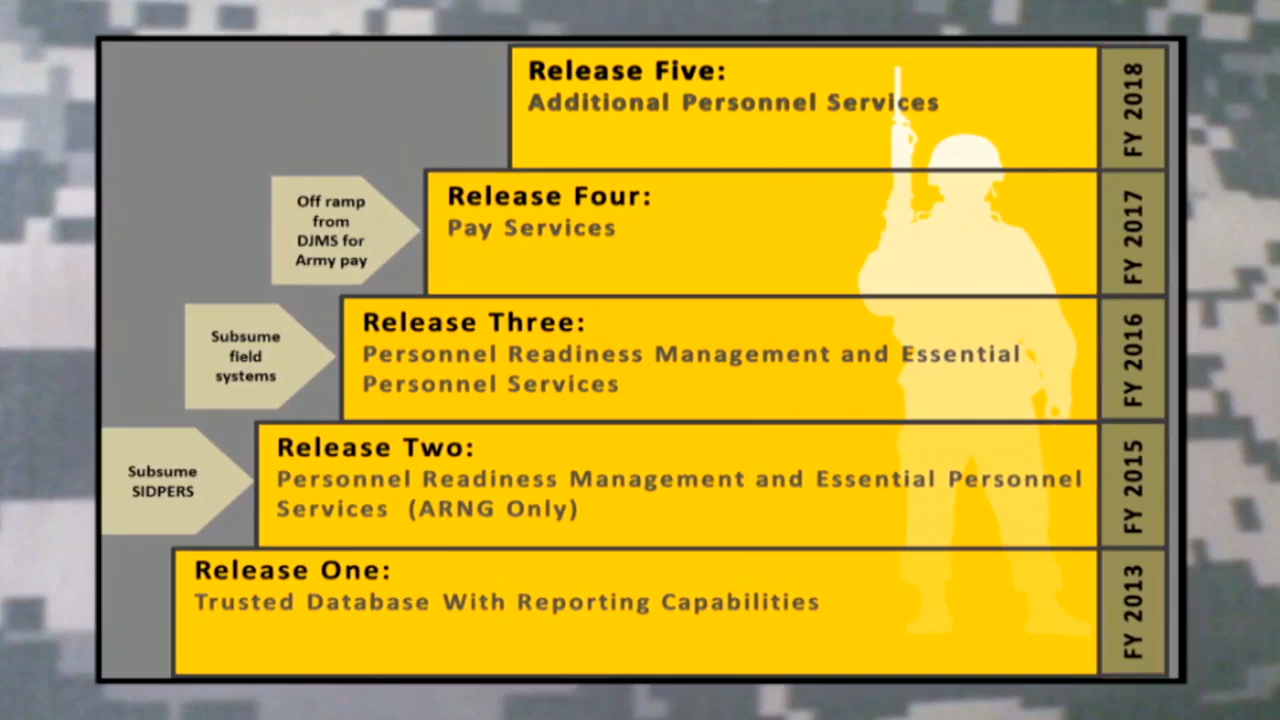 Release Five:
Additional Personnel Services
FY 2018
Off ramp
from
DJMS for
Army pay
Release Four:
Pay Services
FY 2017
Subsume
field
systems
Release Three:
Personnel Readiness Management and Essential
Personnel Services
FY 2016
Subsume
SIDPERS
Release Two:
Personnel Readiness Management and Essential Personnel
Services (ARNG Only)
FY 2015
Release One:
Trusted Database With Reporting Capabilities
FY 2013